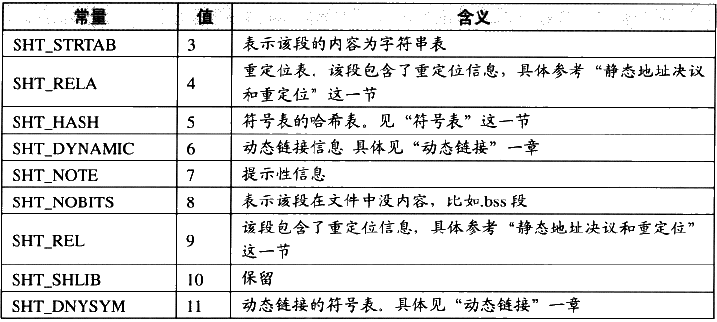 常量 值 含义
SHT_STRTAB 3 表示该段的内容为字符串表
SHT_RELA 4 重定位表．该段包含了重定位信息，具体参考“静态地址决议
和重定位”这一节
SHT_HASH 5 符号表的哈希表。见“符号表”这一节
SHT_DYNAMIC 6 动态链接信息 具体见“动态链接”一章
SHT_NOTE 7 提示性信息
SHT_NOBITS 8 表示该段在文件中没内容，比如.bss 段
SHT_REL 9 该段包含了重定位信息，具体参考“静态地址决议和重定位”
这一节
SHT_SHLIB 10 保留
SHT_DNYSYM 11 动态链接的符号表。具体见“动态链接”一章